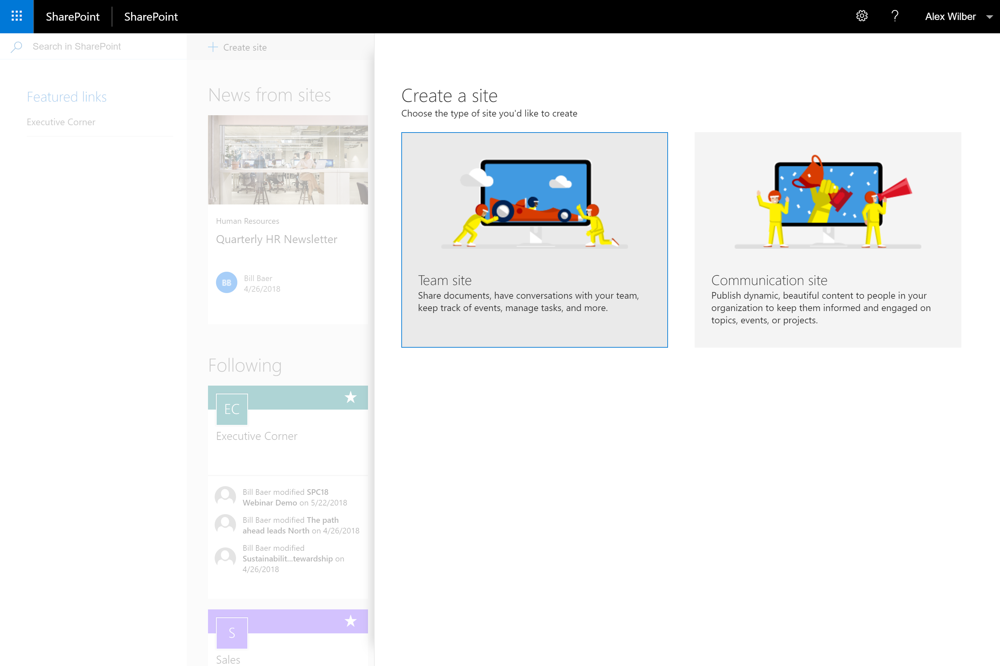 SharePoint
SharePoint
Alex Wilber
Search in SharePoint
Featured links
Executive Corner
Create site
News from sites
Human Resources
Quarterly HR Newsletter
BB
Bill Baer
4/26/2018
Following
EC
Executive Corner
Bill Baer modified SPC18
Webinar Demo on 5/22/2018
Bill Baer modified The path
ahead leads North on 4/26/2018
Bill Baer modified
Sustainabilit...tewardship on
4/26/2018
S
Sales
Create a site
Choose the type of site you'd like to create
Team site
Share documents, have conversations with your team,
keep track of events, manage tasks, and more.
Communication site
Publish dynamic, beautiful content to people in your
organization to keep them informed and engaged on
topics, events, or projects.